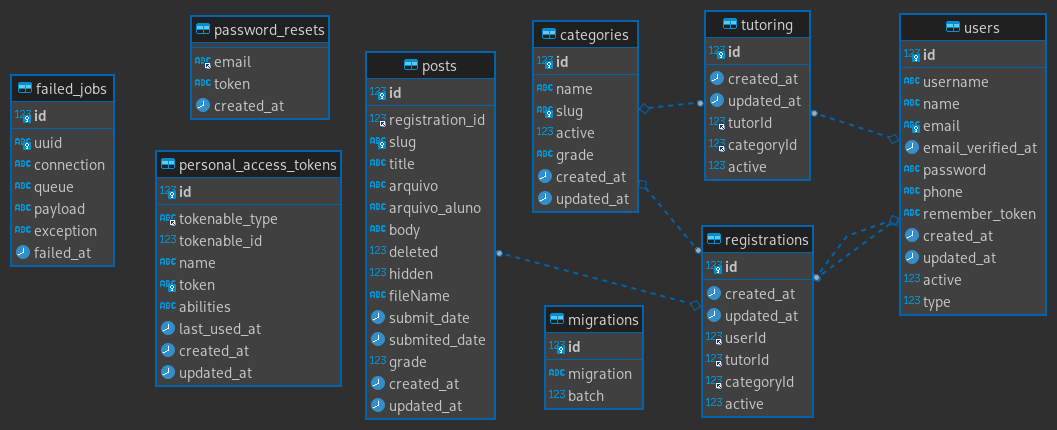 failed_jobs
id
uuid
connection
queue
payload
exception
failed_at
password_resets
email
token
created_at
personal_access_tokens
id
tokenable_type
tokenable_id
name
token
abilities
last_used_at
created_at
updated_at
posts
id
registration_id
slug
title
arquivo
arquivo_aluno
body
deleted
hidden
fileName
submit_date
submited_date
grade
created_at
updated_at
categories
id
name
slug
active
grade
created_at
updated_at
migrations
id
migration
batch
tutoring
id
created_at
updated_at
tutorId
categoryId
active
registrations
id
created_at
updated_at
userId
tutorId
categoryId
active
users
id
username
name
email
email_verified_at
password
phone
remember_token
created_at
updated_at
active
type